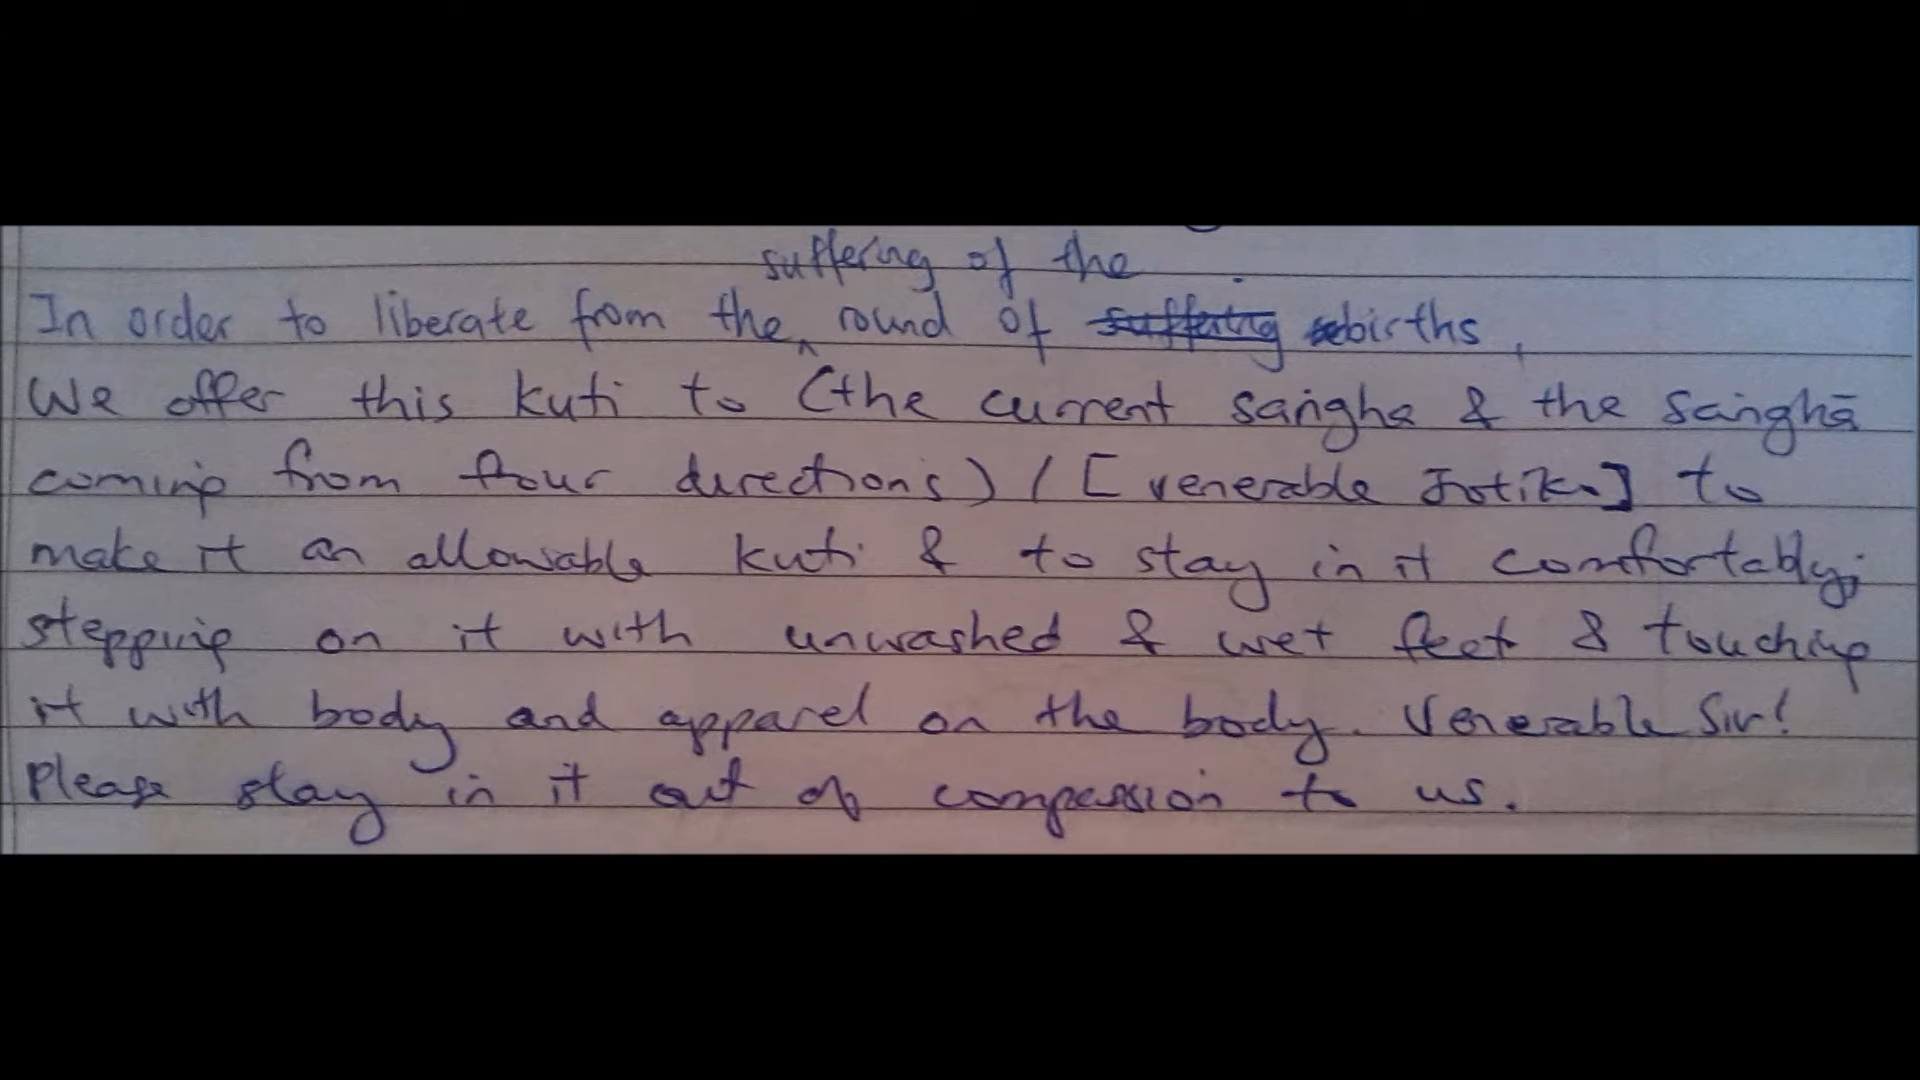 suffering of the
In order to liberate from the ^ round of suffering births,
We offer this kuti to (the current saṅgha & the saṅghā
coming from four directions) / [venerable Jotika] to
make it an allowable kuti & to stay in it comfortably;
stepping on it with unwashed & wet feet & touching
it with body and apparel on the body. Venerable Sir!
Please stay in it out of compassion to us.